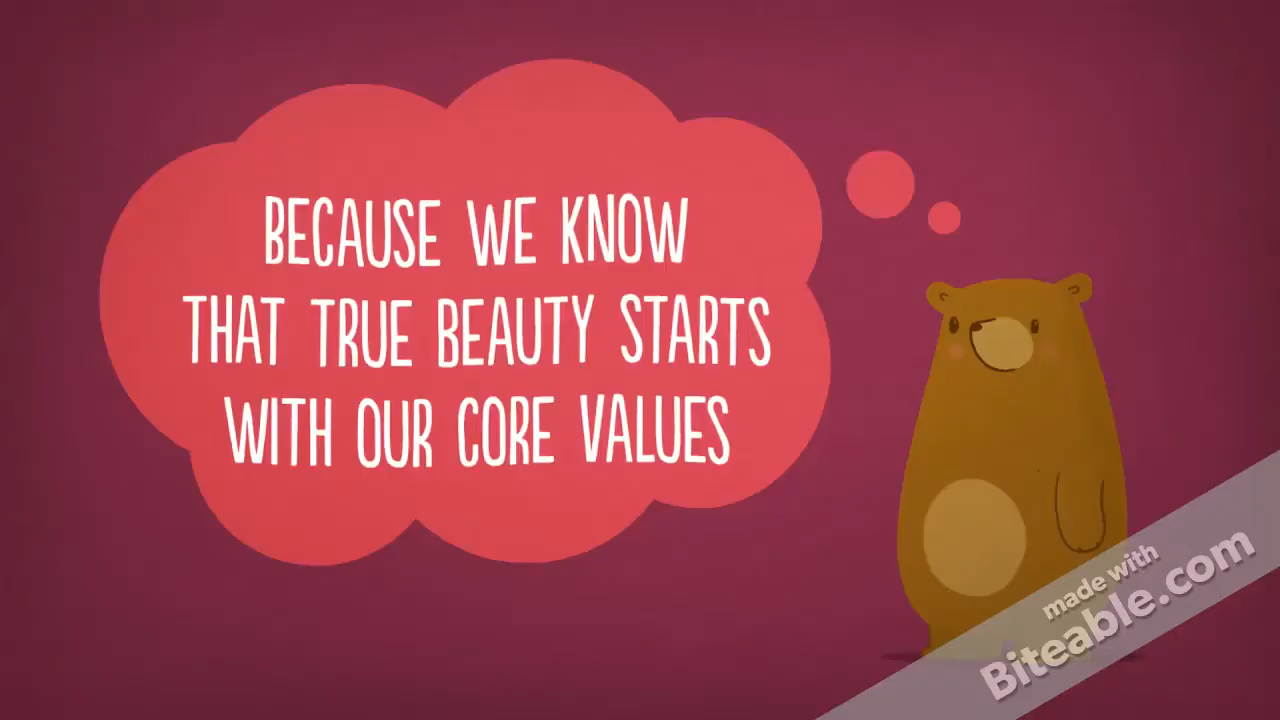 BECAUSE WE KNOW
THAT TRUE BEAUTY STARTS
WITH OUR CORE VALUES
made with
Biteable.com